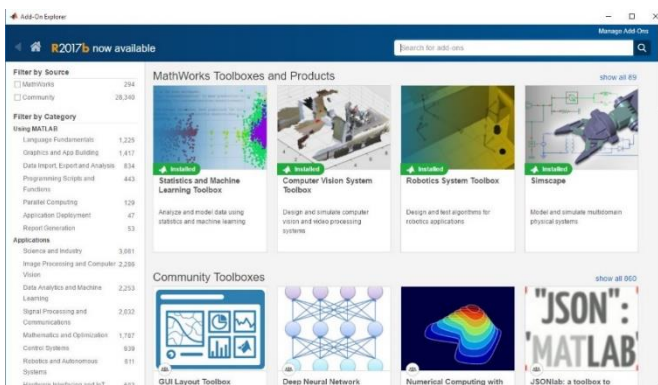 Add-On Explorer
Manage Add-Ons
R2017b now available
Search for add-ons
Filter by Source
MathWorks 294
Community 28,349
Filter by Category
Using MATLAB
Language Fundamentals 1,225
Graphics and App Building 1,417
Data Import, Export and Analysis 834
Programming Scripts and Functions 443
Parallel Computing 129
Application Deployment 47
Report Generation 53
Applications
Science and Industry 3,061
Image Processing and Computer Vision 2,286
Data Analytics and Machine Learning 2,253
Signal Processing and Communications 2,032
Mathematics and Optimization 1,787
Control Systems 839
Robotics and Autonomous Systems 511
MathWorks Toolboxes and Products
show all 89
Installed
Statistics and Machine
Learning Toolbox
Analyze and model data using
statistics and machine learning
Installed
Computer Vision System
Toolbox
Design and simulate computer
vision and video processing
systems
Installed
Robotics System Toolbox
Design and test algorithms for
robotics applications
Installed
Simscape
Model and simulate multidomain
physical systems
Community Toolboxes
show all 860
GUI Layout Toolbox
Deep Neural Network
Numerical Computing with
"JSON":
MATLAB
JSONlab: a toolbox to